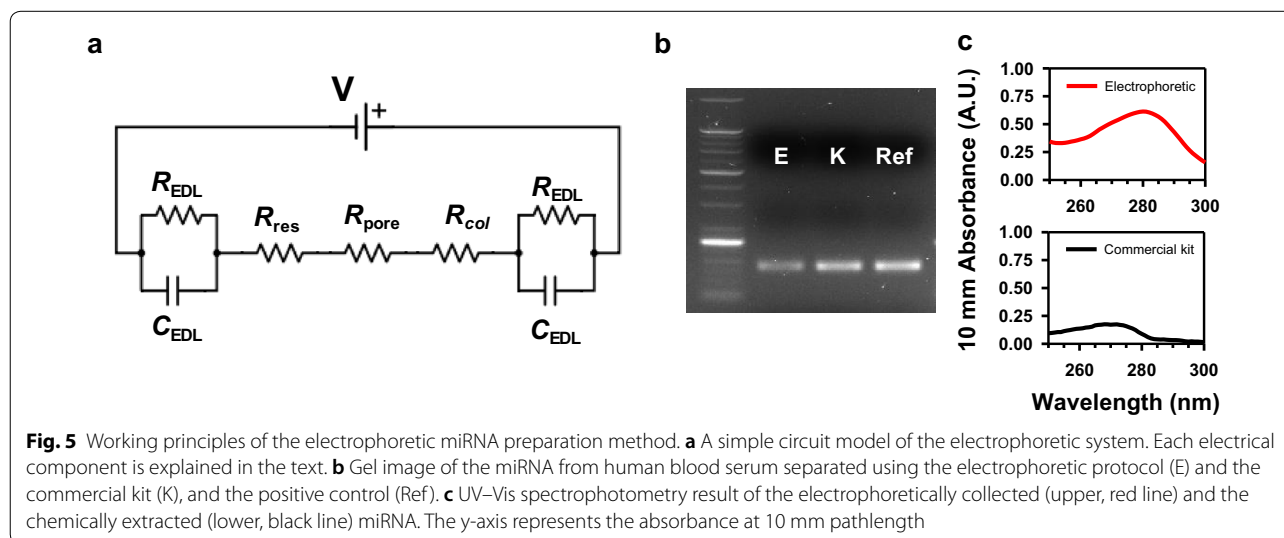 a
V
+
R_EDL
C_EDL
R_res
R_pore
R_col
R_EDL
C_EDL
b
E K Ref
c
10 mm Absorbance (A.U.)
1.00
0.75
0.50
0.25
0.00
Electrophoretic
260 280 300
1.00
0.75
0.50
0.25
0.00
Commercial kit
260 280 300
Wavelength (nm)
Fig. 5 Working principles of the electrophoretic miRNA preparation method. a A simple circuit model of the electrophoretic system. Each electrical
component is explained in the text. b Gel image of the miRNA from human blood serum separated using the electrophoretic protocol (E) and the
commercial kit (K), and the positive control (Ref). c UV–Vis spectrophotometry result of the electrophoretically collected (upper, red line) and the
chemically extracted (lower, black line) miRNA. The y-axis represents the absorbance at 10 mm pathlength